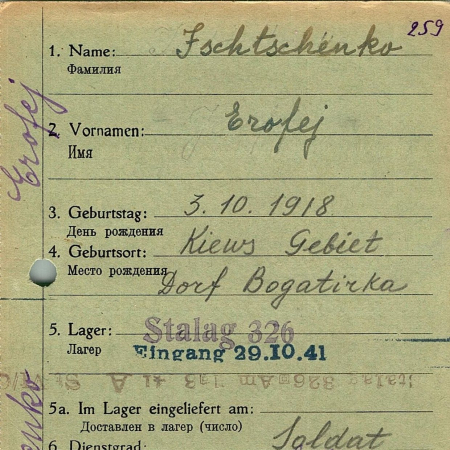 259
1. Name: Ischtschenko
Фамилия
2. Vornamen: Erofej
Имя
Erofej
3. Geburtstag: 3. 10. 1918
День рождения
4. Geburtsort: Kiews Gebiet
Место рождения Dorf Bogatirka
5. Lager: Stalag 326
Лагер Eingang 29.10.41
5a. Im Lager eingeliefert am:
Доставлен в лагер (число)
6. Dienstgrad: Soldat